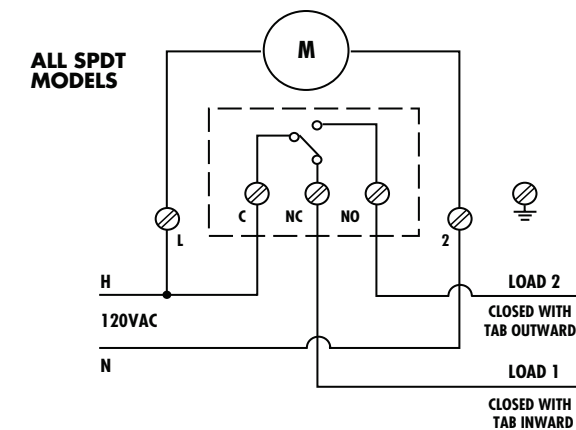 ALL SPDT
MODELS
M
C
NC
NO
L
2
H
LOAD 2
120VAC
CLOSED WITH
TAB OUTWARD
N
LOAD 1
CLOSED WITH
TAB INWARD